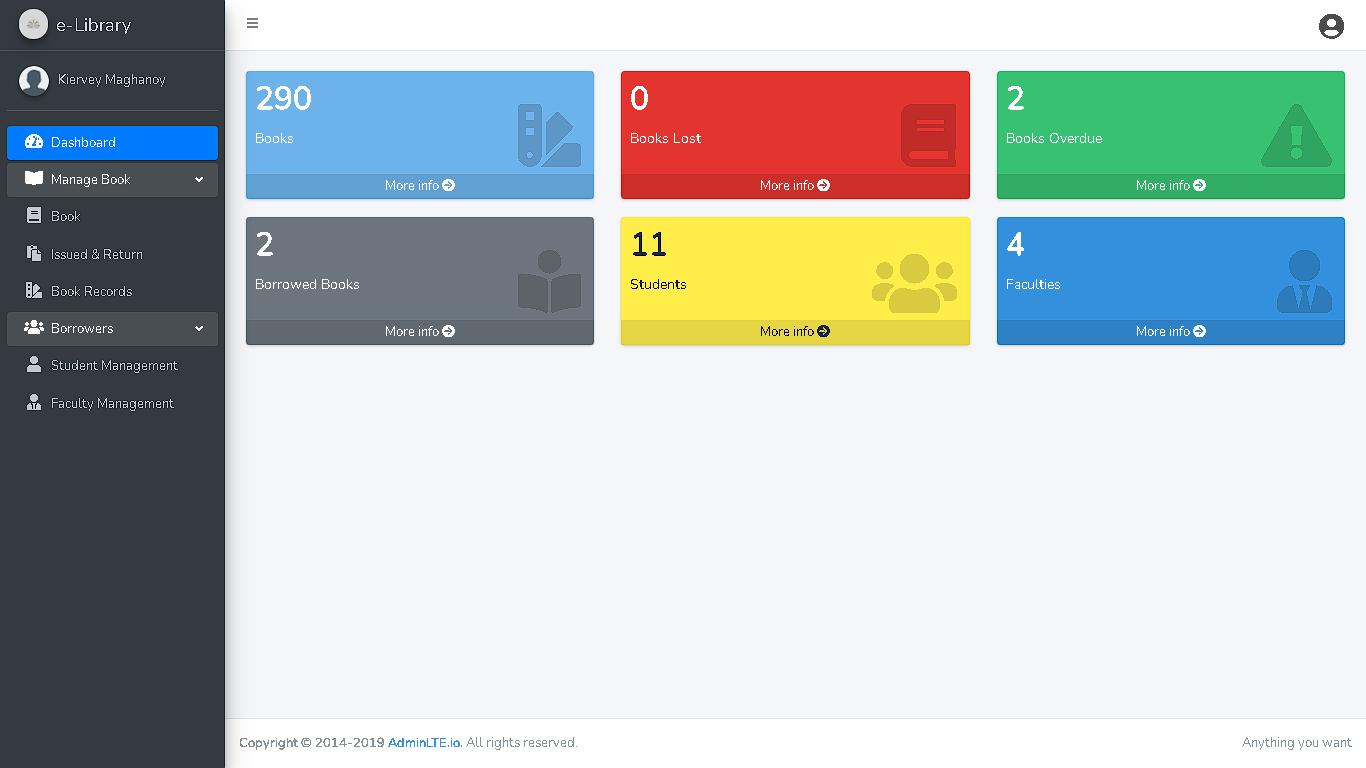 e-Library
Kiervey Maghanoy
Dashboard
Manage Book
Book
Issued & Return
Book Records
Borrowers
Student Management
Faculty Management
290
Books
More info
0
Books Lost
More info
2
Books Overdue
More info
2
Borrowed Books
More info
11
Students
More info
4
Faculties
More info
Copyright © 2014-2019 AdminLTE.io. All rights reserved.
Anything you want